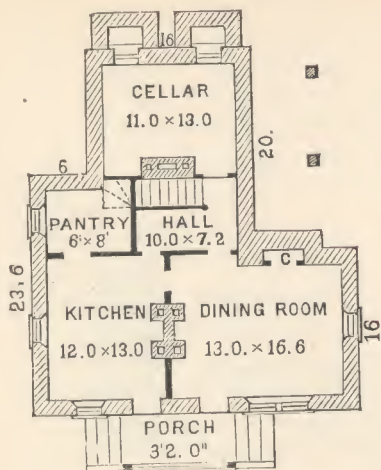 16
CELLAR
11.0 × 13.0
20.
6
PANTRY
6' × 8'
HALL
10.0 × 7.2
C
23,6
KITCHEN
12.0 × 13.0
DINING ROOM
13.0. × 16.6
16
PORCH
3'2.0"